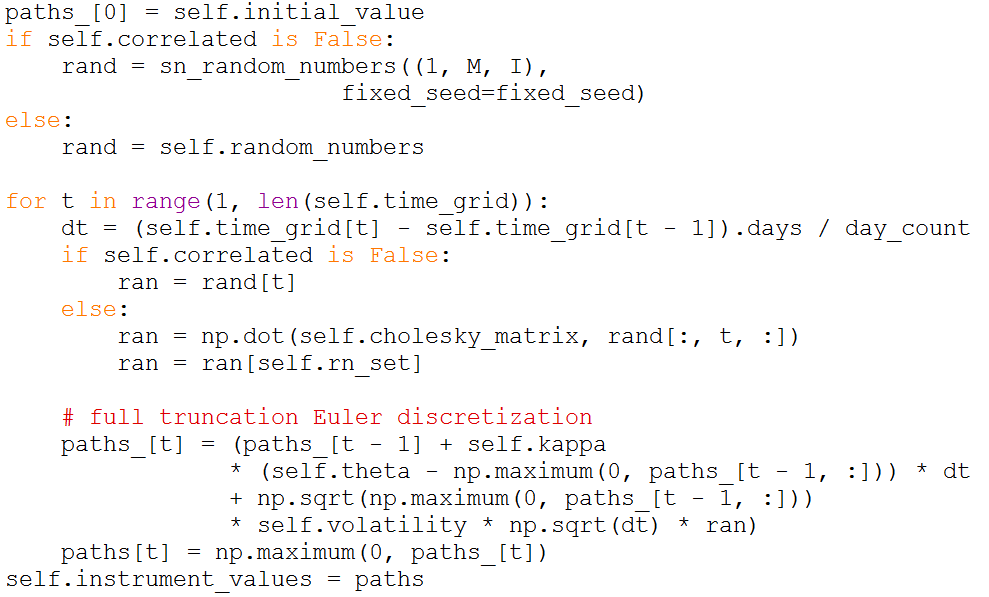 paths_[0] = self.initial_value
if self.correlated is False:
    rand = sn_random_numbers((1, M, I),
                        fixed_seed=fixed_seed)
else:
    rand = self.random_numbers

for t in range(1, len(self.time_grid)):
    dt = (self.time_grid[t] - self.time_grid[t - 1]).days / day_count
    if self.correlated is False:
        ran = rand[t]
    else:
        ran = np.dot(self.cholesky_matrix, rand[:, t, :])
        ran = ran[self.rn_set]

    # full truncation Euler discretization
    paths_[t] = (paths_[t - 1] + self.kappa
                * (self.theta - np.maximum(0, paths_[t - 1, :])) * dt
                + np.sqrt(np.maximum(0, paths_[t - 1, :]))
                * self.volatility * np.sqrt(dt) * ran)
    paths[t] = np.maximum(0, paths_[t])
self.instrument_values = paths